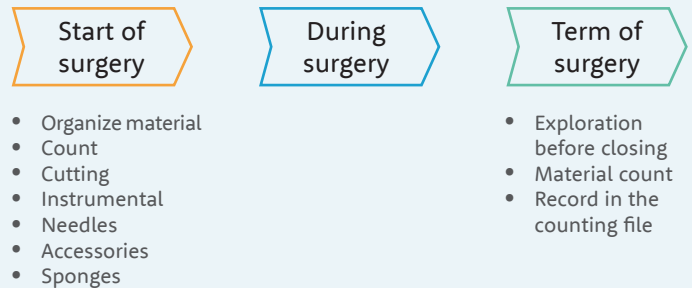 Start of
surgery
During
surgery
Term of
surgery
• Organize material
• Count
• Cutting
• Instrumental
• Needles
• Accessories
• Sponges
• Exploration
before closing
• Material count
• Record in the
counting file